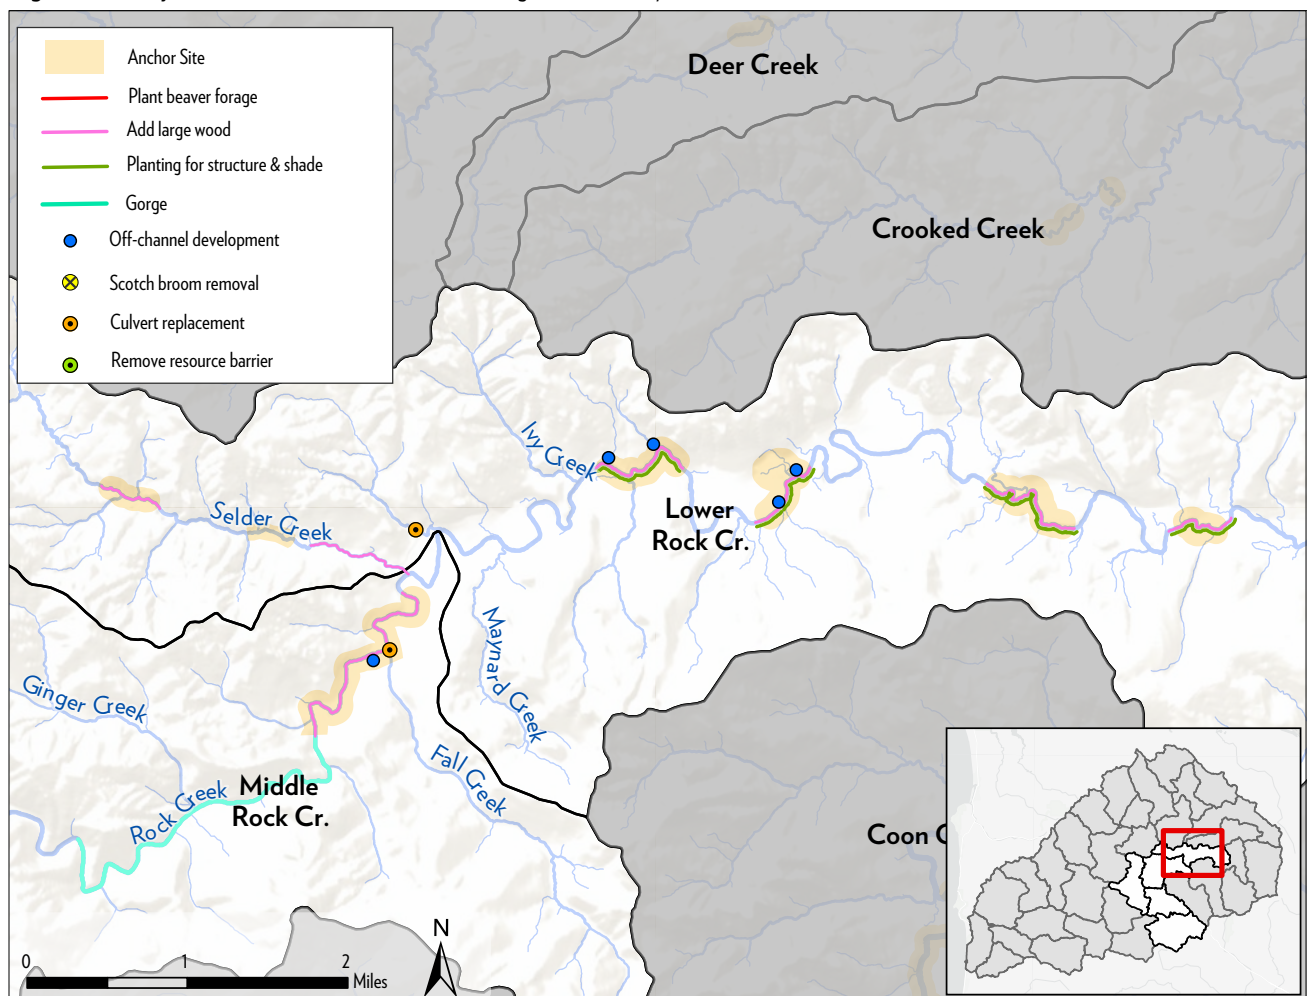 Anchor Site
Plant beaver forage
Add large wood
Planting for structure & shade
Gorge
Off-channel development
Scotch broom removal
Culvert replacement
Remove resource barrier
Deer Creek
Crooked Creek
Ivy Creek
Selder Creek
Lower
Rock Cr.
Maynard Creek
Ginger Creek
Fall Creek
Rock Creek
Middle
Rock Cr.
Coon C
N
0 1 2
Miles